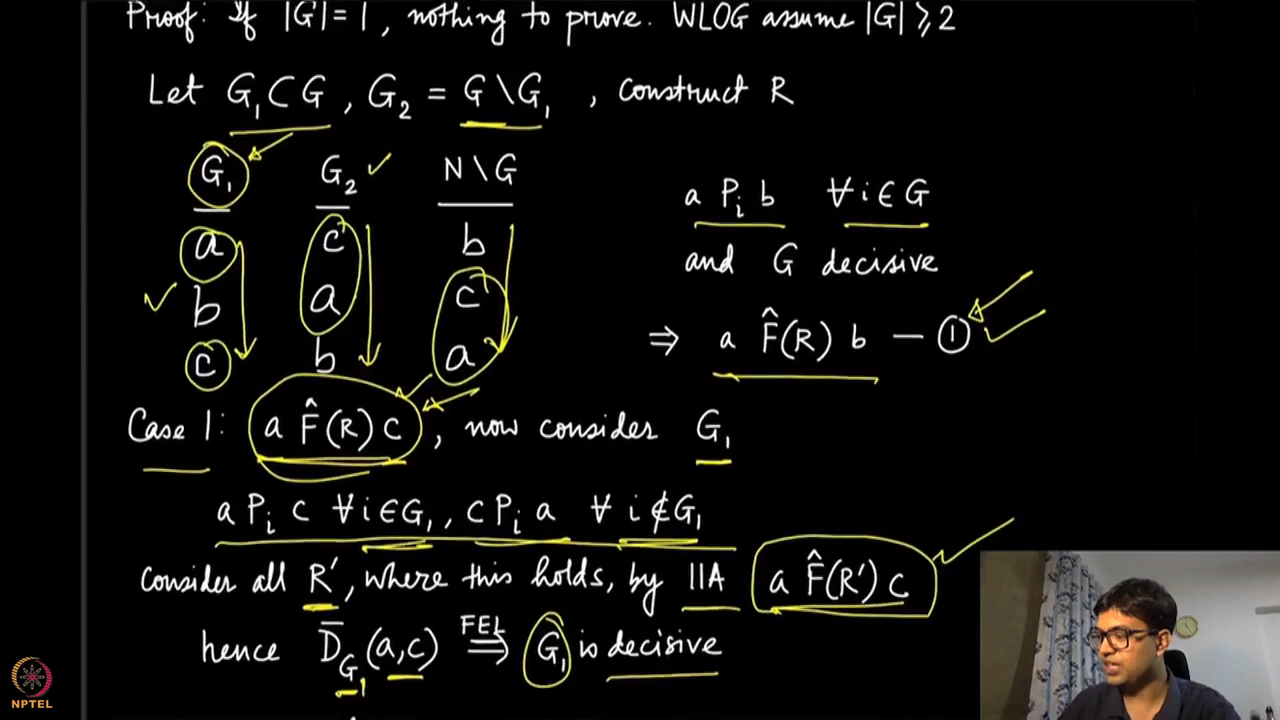 Proof: If |G| = 1, nothing to prove. WLOG assume |G| ⩾ 2
Let G₁ ⊂ G, G₂ = G \ G₁, construct R
G₁ G₂ N \ G
a c b
b a c
c b a
a Pᵢ b ∀ i ∈ G
and G decisive
⇒ a F̂(R) b — ①
Case 1: a F̂(R) c, now consider G₁
a Pᵢ c ∀ i ∈ G₁, c Pᵢ a ∀ i ∉ G₁
consider all R', where this holds, by IIA a F̂(R') c
hence D̄_G₁ (a,c) FEL ⇒ G₁ is decisive
NPTEL